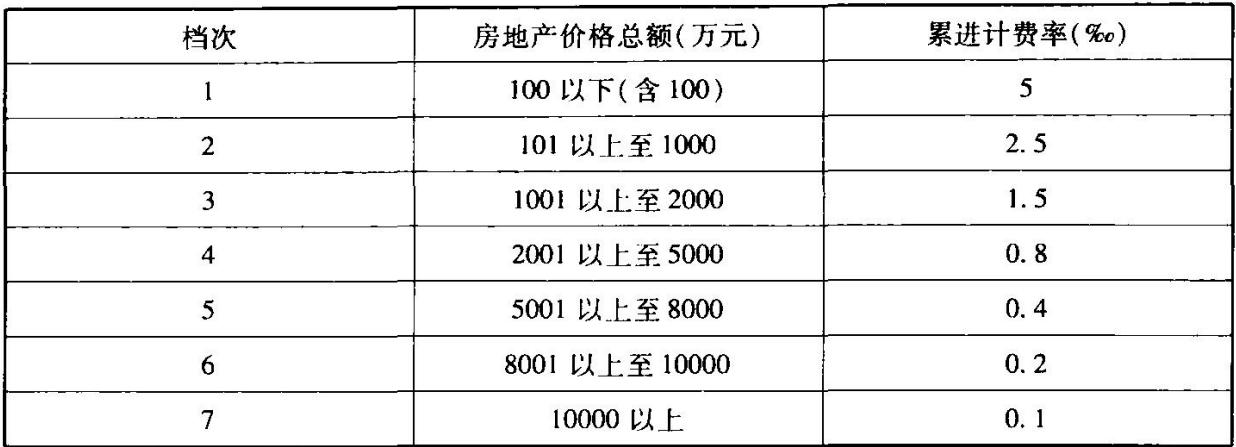 档次 房地产价格总额(万元) 累进计费率(‰)
1 100 以下(含 100) 5
2 101 以上至 1000 2.5
3 1001 以上至 2000 1.5
4 2001 以上至 5000 0.8
5 5001 以上至 8000 0.4
6 8001 以上至 10000 0.2
7 10000 以上 0.1